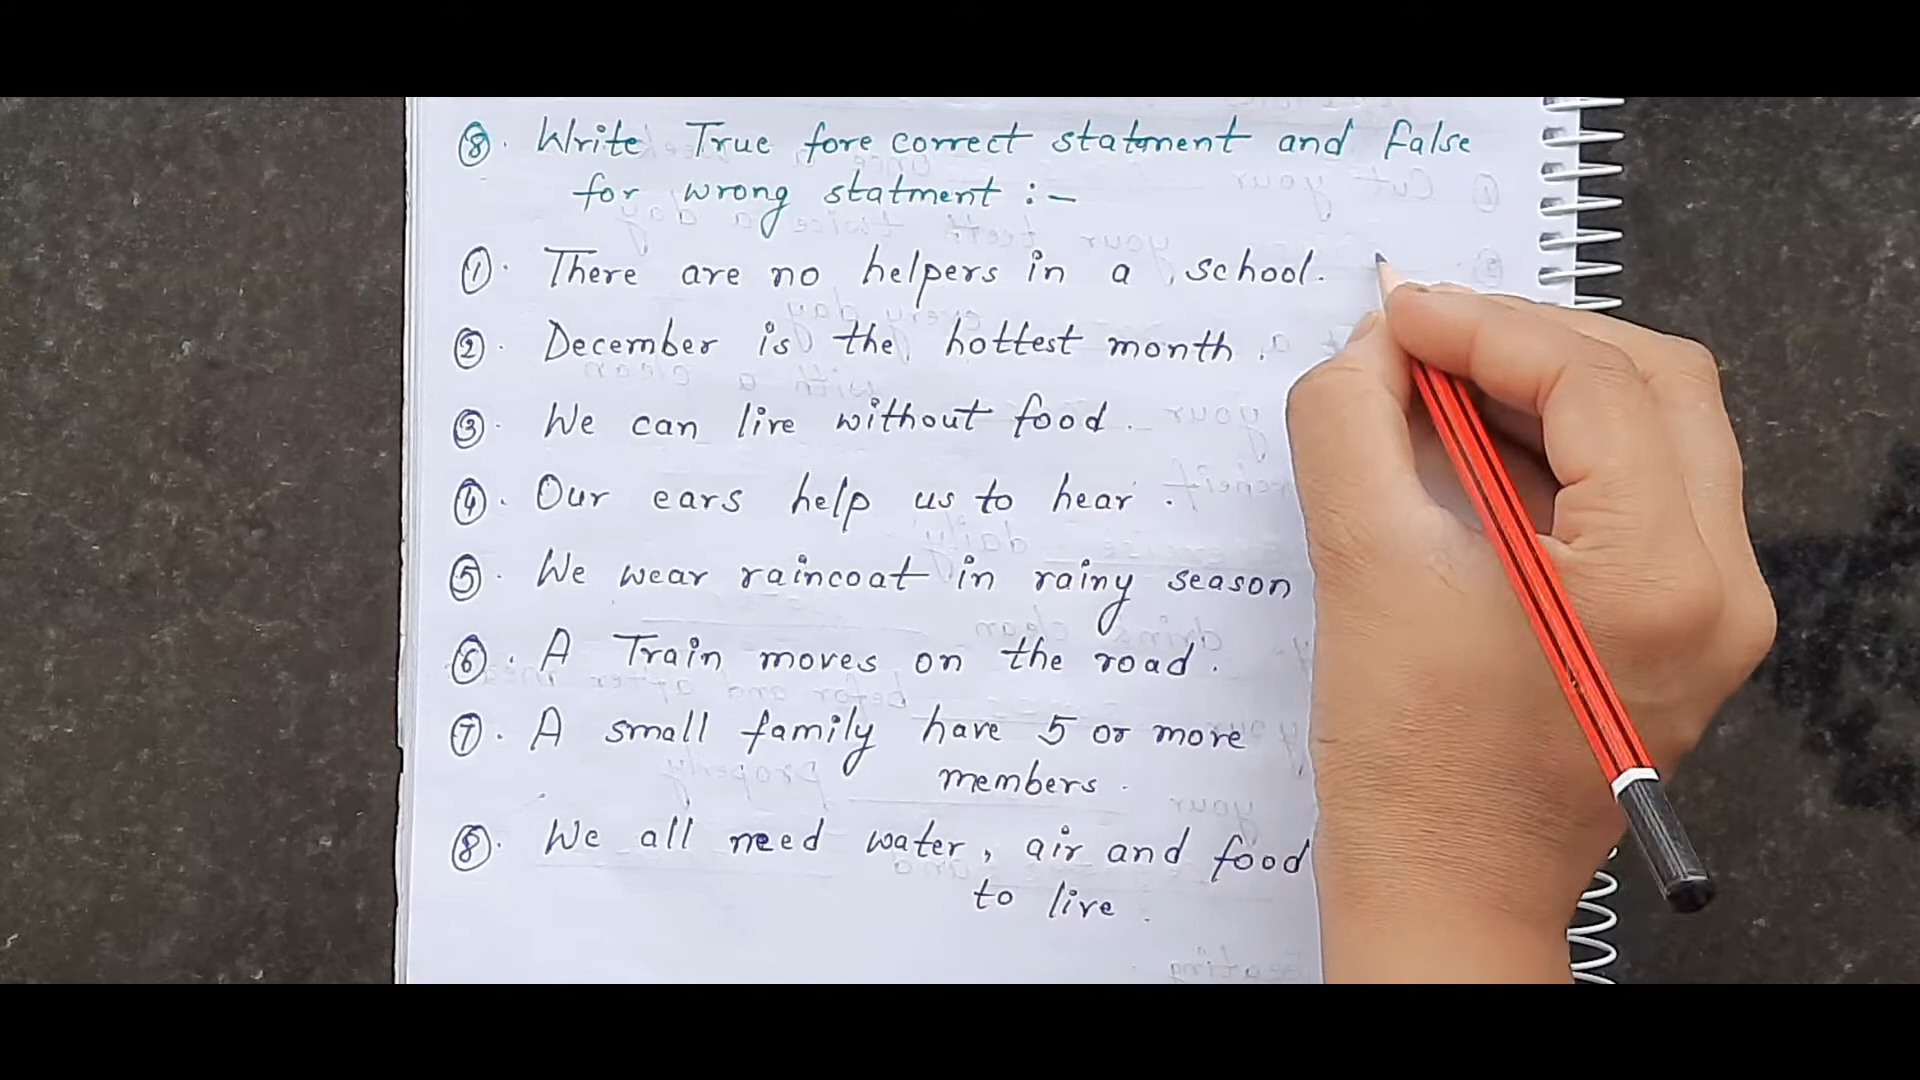 8. Write True fore correct statment and false
for wrong statment :-
1. There are no helpers in a school.
2. December is the hottest month.
3. We can live without food.
4. Our ears help us to hear.
5. We wear raincoat in rainy season
6. A Train moves on the road.
7. A small family have 5 or more
members.
8. We all need water, air and food
to live.